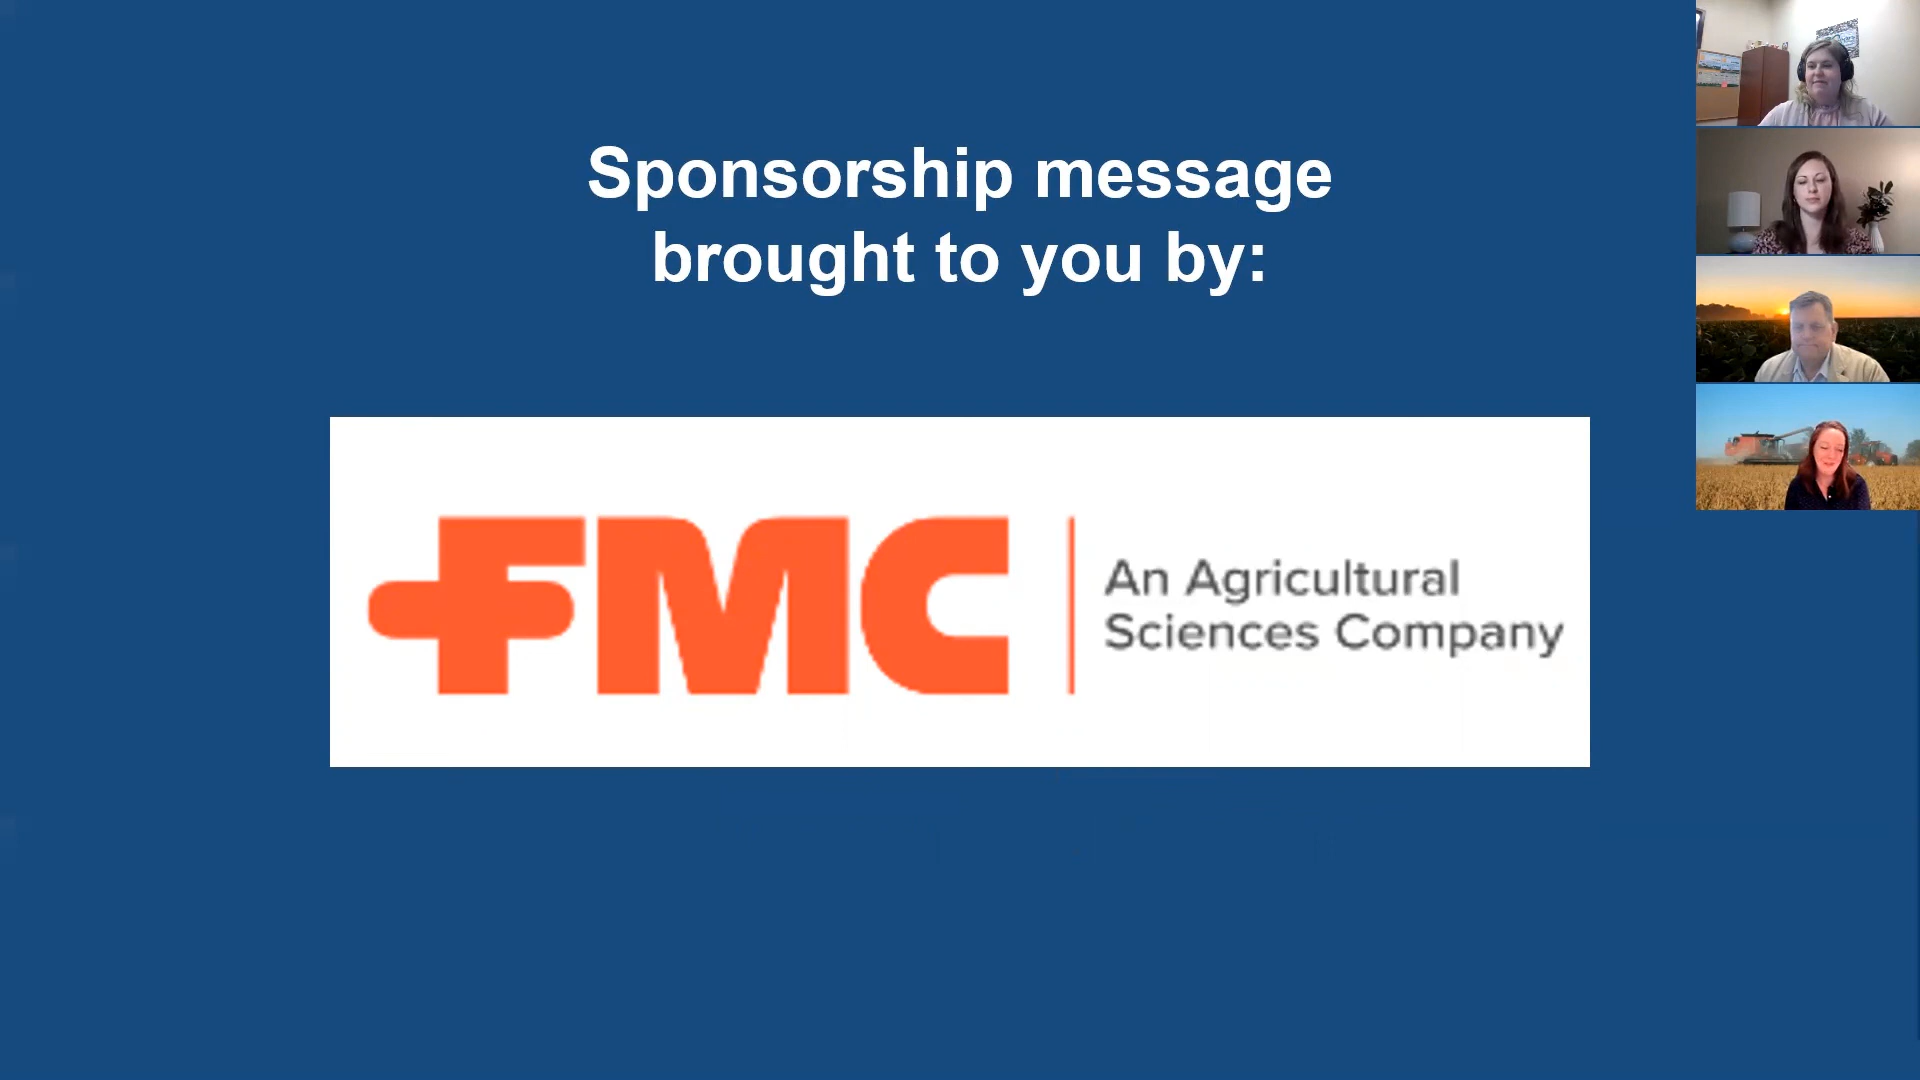 Sponsorship message
brought to you by:
FMC
An Agricultural
Sciences Company